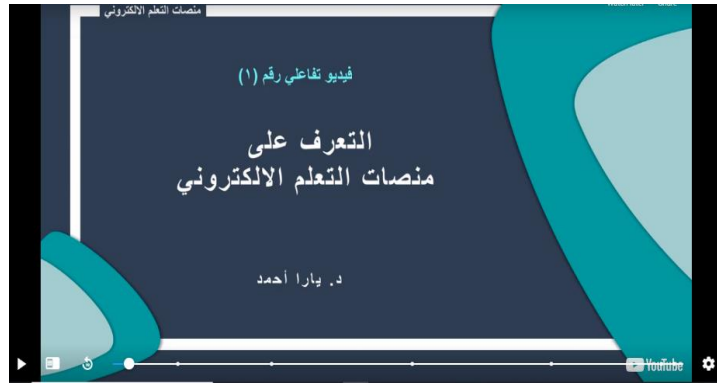 منصات التعلم الالكتروني
فيديو تفاعلي رقم (١)
التعرف على
منصات التعلم الالكتروني
د. يارا أحمد
YouTube